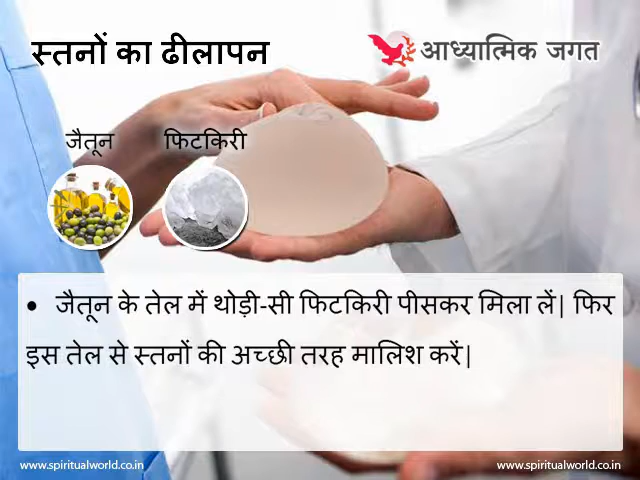 स्तनों का ढीलापन
आध्यात्मिक जगत
जैतून
फिटकिरी
• जैतून के तेल में थोड़ी-सी फिटकिरी पीसकर मिला लें| फिर
इस तेल से स्तनों की अच्छी तरह मालिश करें|
www.spiritualworld.co.in
www.spiritualworld.co.in